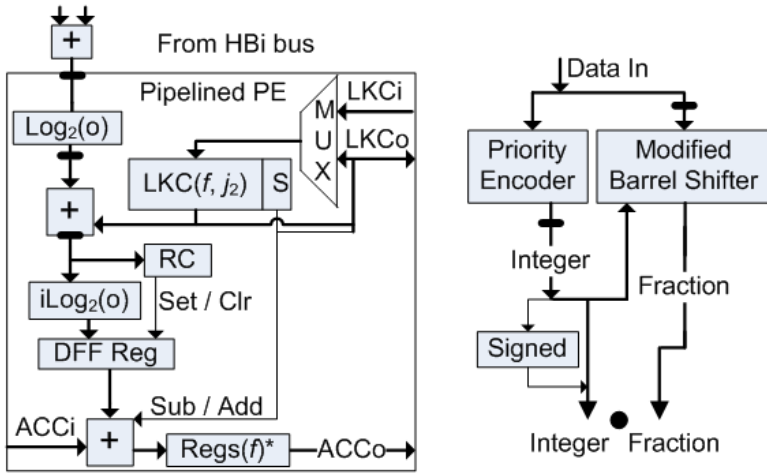 +
From HBi bus
Pipelined PE
Log2(o)
MUX
LKCi
LKCo
LKC(f, j2)
S
+
RC
iLog2(o)
Set / Clr
DFF Reg
Sub / Add
ACCi
+
Regs(f)*
ACCo
Data In
Priority
Encoder
Modified
Barrel Shifter
Integer
Fraction
Signed
Integer
Fraction